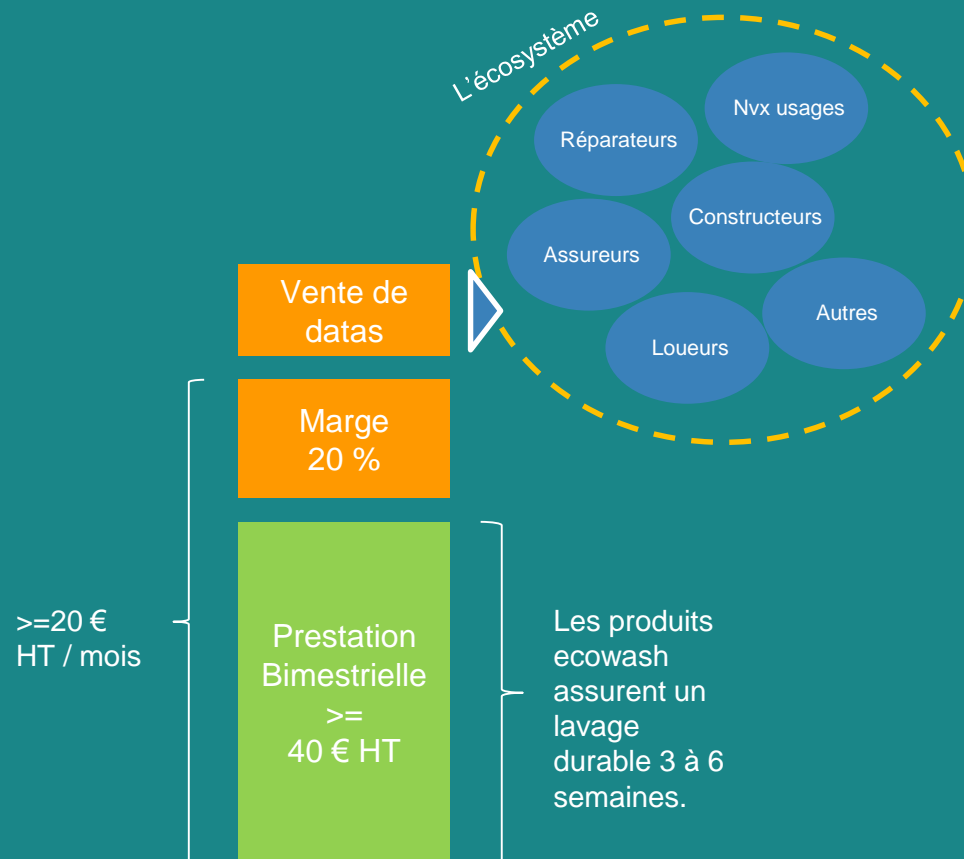 L'écosystème
Nvx usages
Réparateurs
Constructeurs
Assureurs
Autres
Loueurs
Vente de
datas
Marge
20 %
>=20 €
HT / mois
Prestation
Bimestrielle
>=
40 € HT
Les produits
ecowash
assurent un
lavage
durable 3 à 6
semaines.